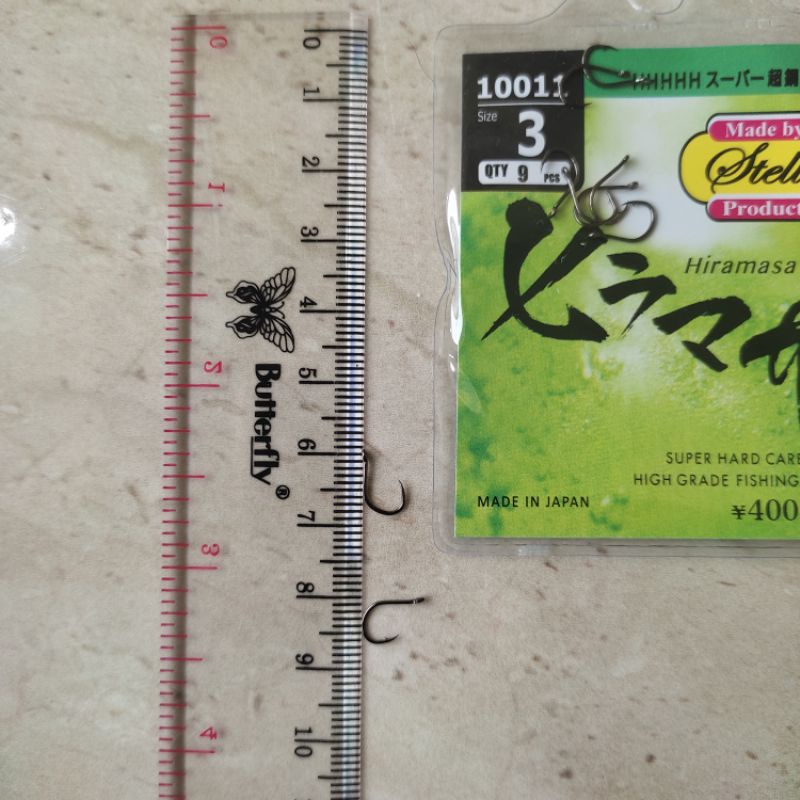 0
1
2
3
4
5
6
7
8
9
10
0
1
2
3
4
Butterfly®
10011
Size
3
QTY 9 PCS
HHHHH スーパー超鋼
Made by
Product
Hiramasa
ヒラマサ
SUPER HARD CARB
HIGH GRADE FISHING
MADE IN JAPAN
¥400